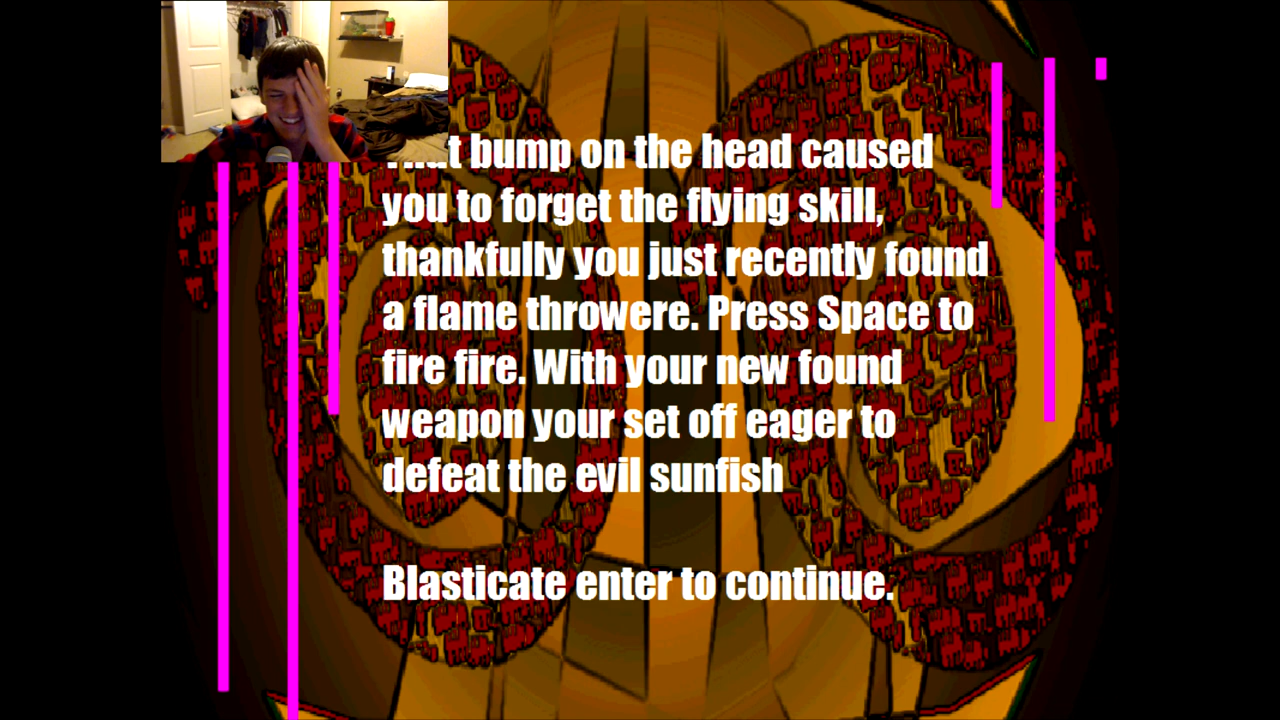 bump on the head caused
you to forget the flying skill,
thankfully you just recently found
a flame throwere. Press Space to
fire fire. With your new found
weapon your set off eager to
defeat the evil sunfish
Blasticate enter to continue.